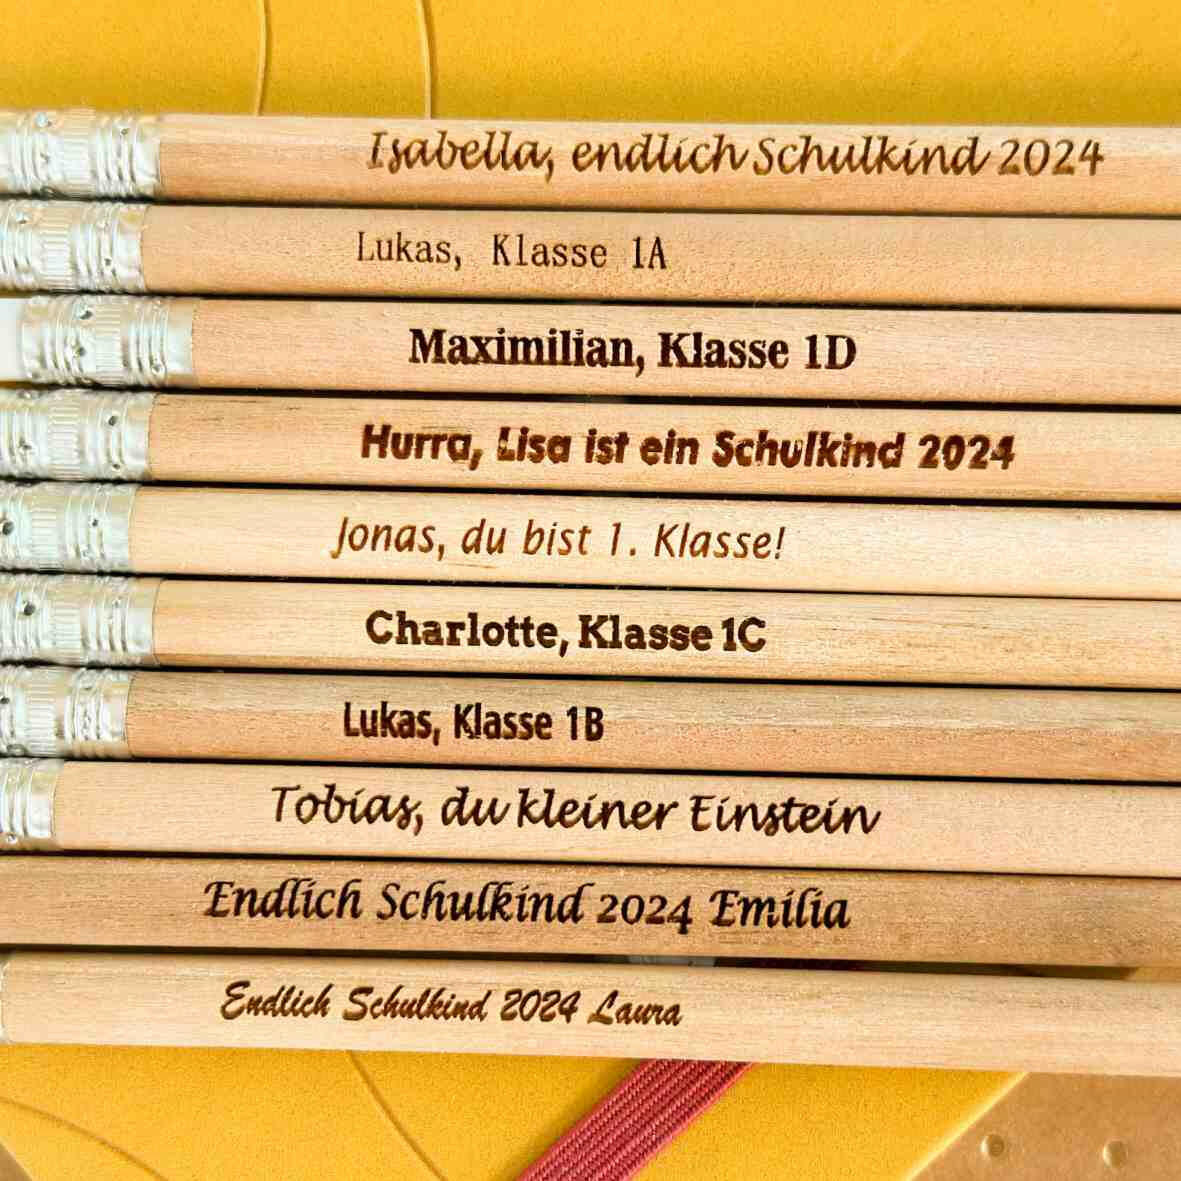 Isabella, endlich Schulkind 2024
Lukas, Klasse 1A
Maximilian, Klasse 1D
Hurra, Lisa ist ein Schulkind 2024
Jonas, du bist 1. Klasse!
Charlotte, Klasse 1C
Lukas, Klasse 1B
Tobias, du kleiner Einstein
Endlich Schulkind 2024 Emilia
Endlich Schulkind 2024 Laura